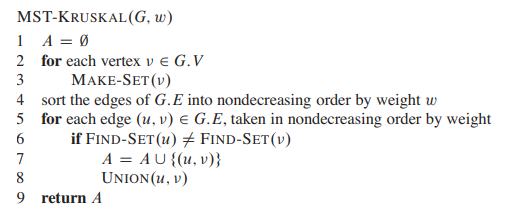 MST-KRUSKAL(G, w)
1 A = ∅
2 for each vertex v ∈ G.V
3 MAKE-SET(v)
4 sort the edges of G.E into nondecreasing order by weight w
5 for each edge (u, v) ∈ G.E, taken in nondecreasing order by weight
6 if FIND-SET(u) ≠ FIND-SET(v)
7 A = A ∪ {(u, v)}
8 UNION(u, v)
9 return A